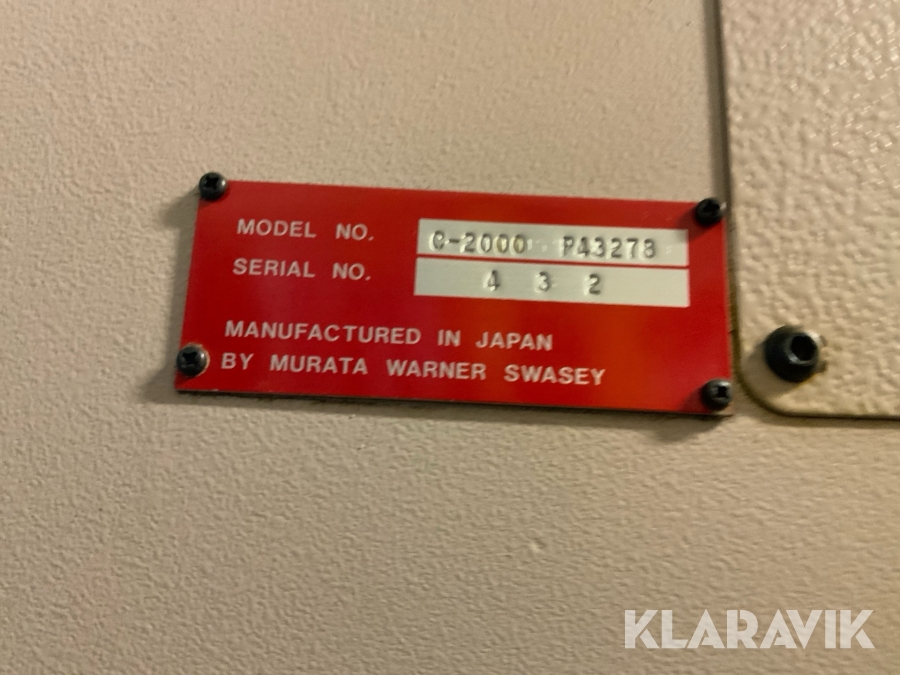 MODEL NO. C-2000 P43278
SERIAL NO. 4 3 2
MANUFACTURED IN JAPAN
BY MURATA WARNER SWASEY
KLARAVIK